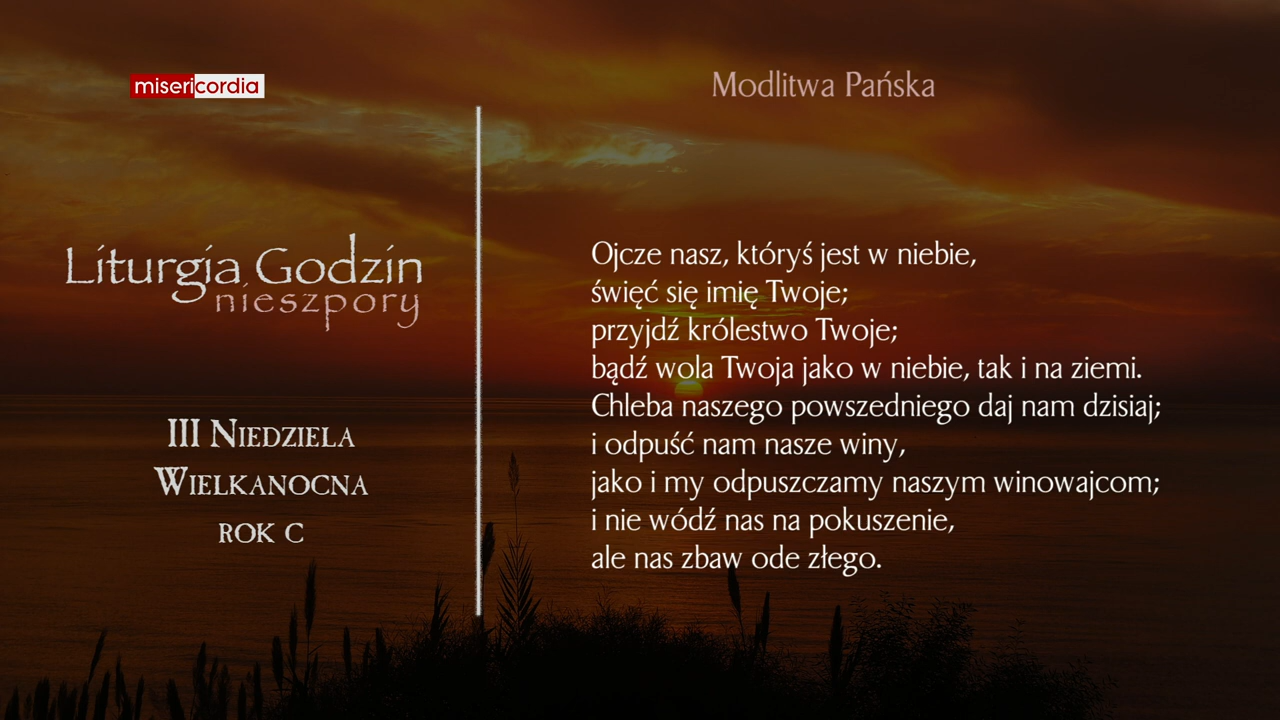 misericordia
Liturgia Godzin
nieszpory
III Niedziela
Wielkanocna
rok C
Modlitwa Pańska
Ojcze nasz, któryś jest w niebie,
święć się imię Twoje;
przyjdź królestwo Twoje;
bądź wola Twoja jako w niebie, tak i na ziemi.
Chleba naszego powszedniego daj nam dzisiaj;
i odpuść nam nasze winy,
jako i my odpuszczamy naszym winowajcom;
i nie wódź nas na pokuszenie,
ale nas zbaw ode złego.